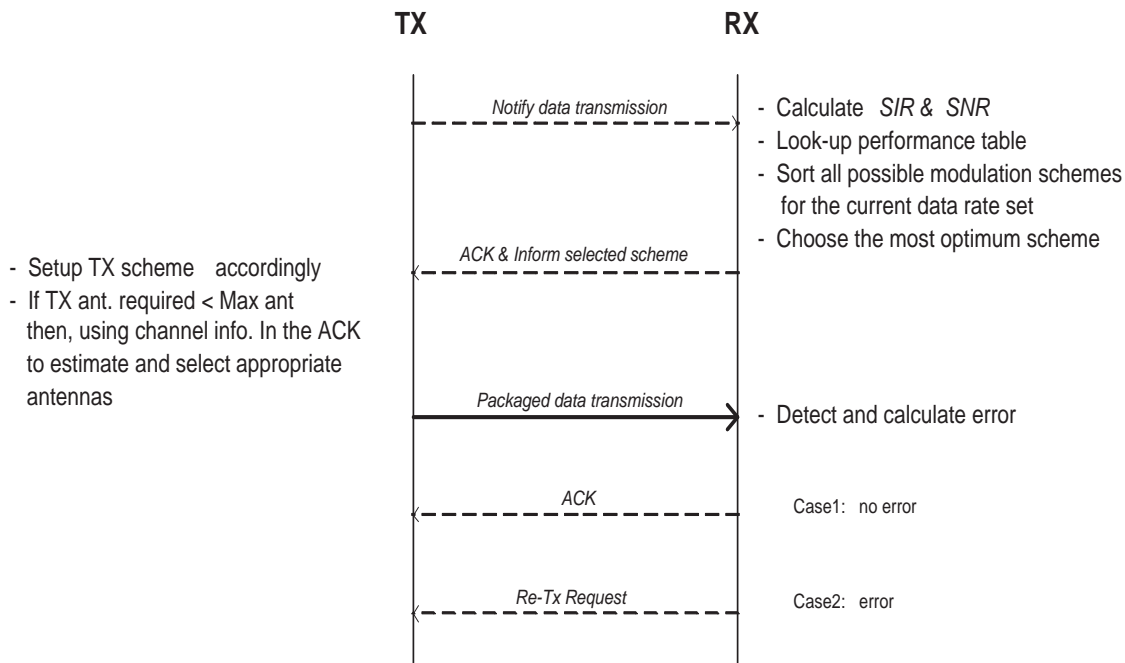 TX
RX
Notify data transmission
- Calculate SIR & SNR
- Look-up performance table
- Sort all possible modulation schemes
for the current data rate set
- Choose the most optimum scheme
ACK & Inform selected scheme
- Setup TX scheme accordingly
- If TX ant. required < Max ant
then, using channel info. In the ACK
to estimate and select appropriate
antennas
Packaged data transmission
- Detect and calculate error
ACK
Case1: no error
Re-Tx Request
Case2: error